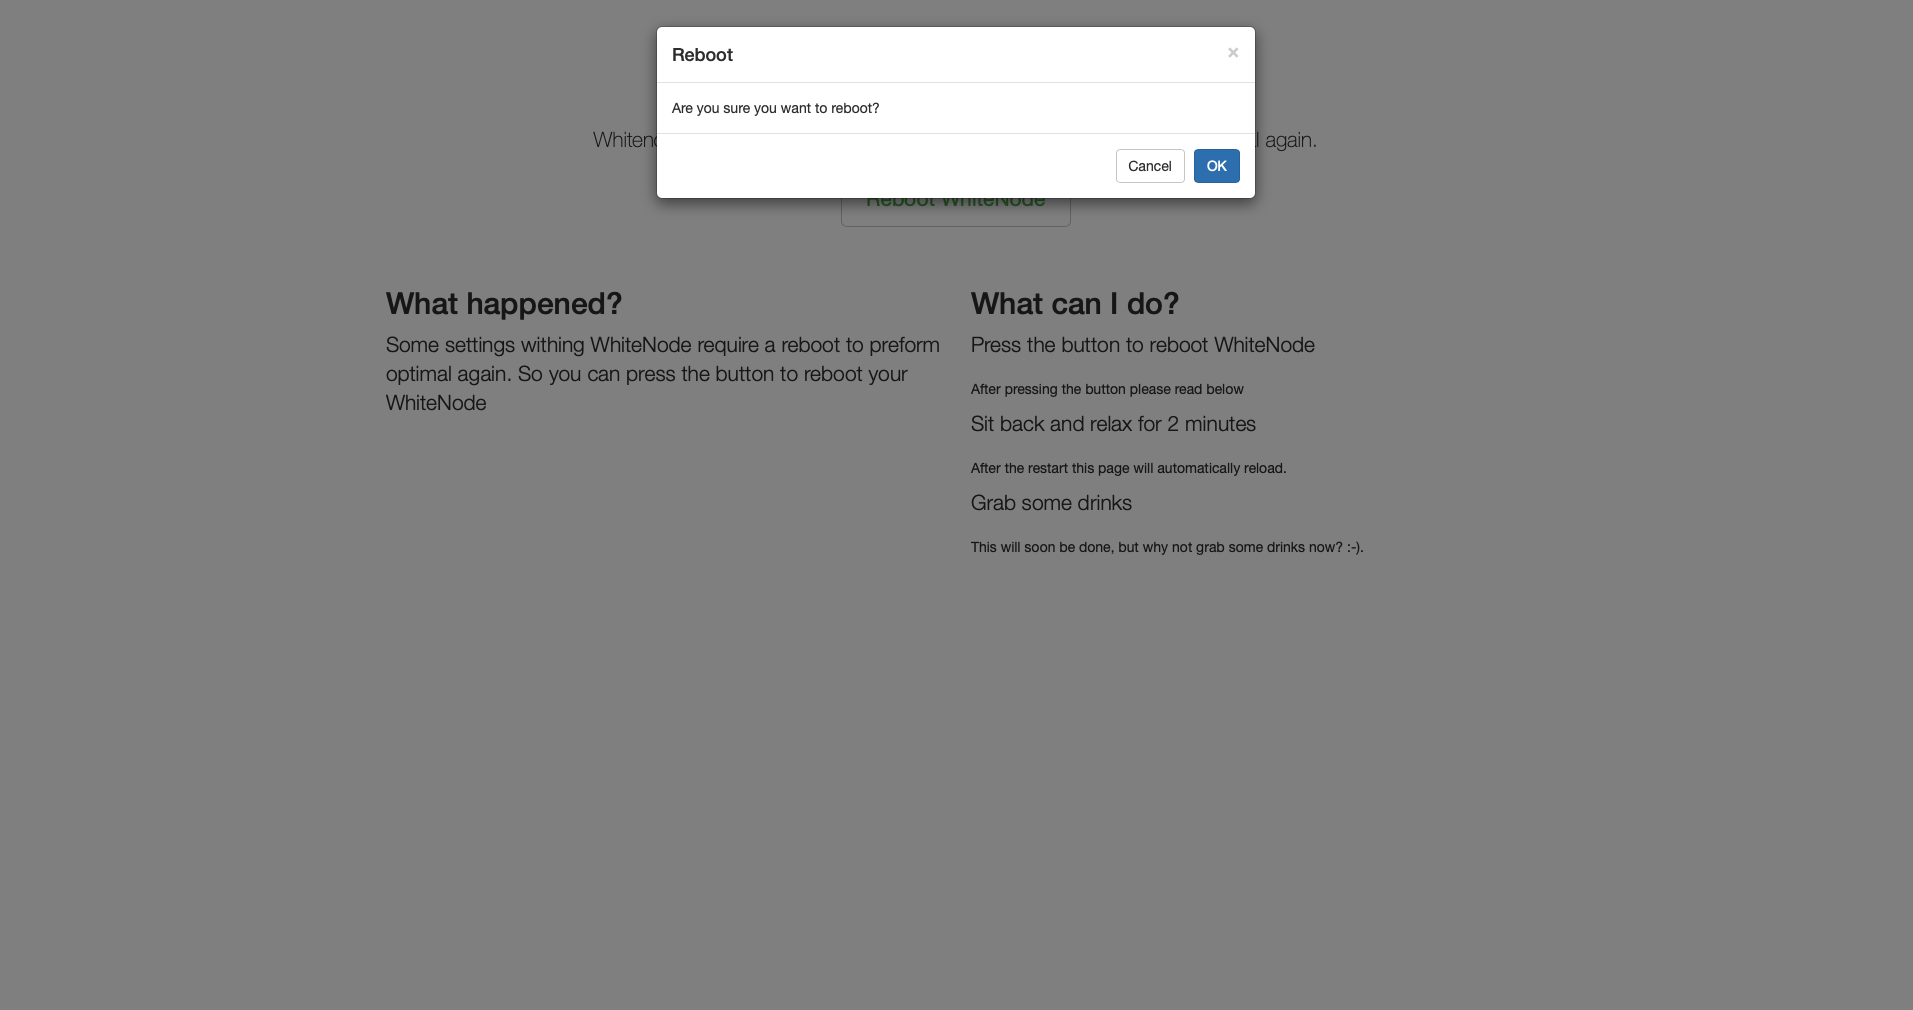 Reboot
×
Are you sure you want to reboot?
Cancel
OK
again.
Reboot WhiteNode
What happened?
Some settings withing WhiteNode require a reboot to preform
optimal again. So you can press the button to reboot your
WhiteNode
What can I do?
Press the button to reboot WhiteNode
After pressing the button please read below
Sit back and relax for 2 minutes
After the restart this page will automatically reload.
Grab some drinks
This will soon be done, but why not grab some drinks now? :-).